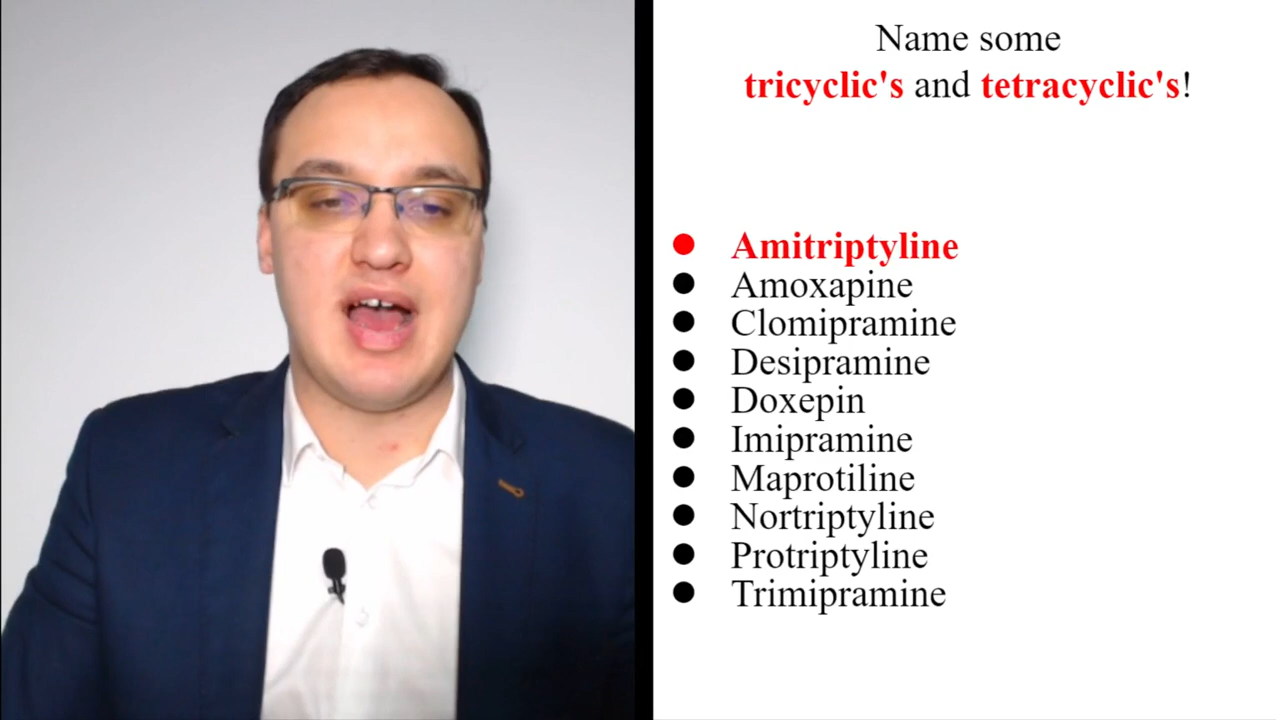 Name some
tricyclic's and tetracyclic's!
Amitriptyline
Amoxapine
Clomipramine
Desipramine
Doxepin
Imipramine
Maprotiline
Nortriptyline
Protriptyline
Trimipramine